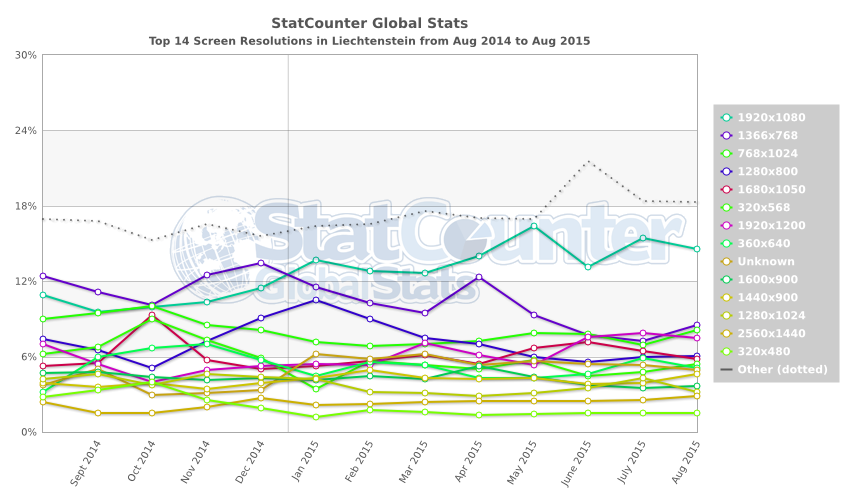 StatCounter Global Stats
Top 14 Screen Resolutions in Liechtenstein from Aug 2014 to Aug 2015
30%
24%
18%
12%
6%
0%
StatCounter
GlobalStats
Sept 2014
Oct 2014
Nov 2014
Dec 2014
Jan 2015
Feb 2015
Mar 2015
Apr 2015
May 2015
June 2015
July 2015
Aug 2015
1920x1080
1366x768
768x1024
1280x800
1680x1050
320x568
1920x1200
360x640
Unknown
1600x900
1440x900
1280x1024
2560x1440
320x480
Other (dotted)